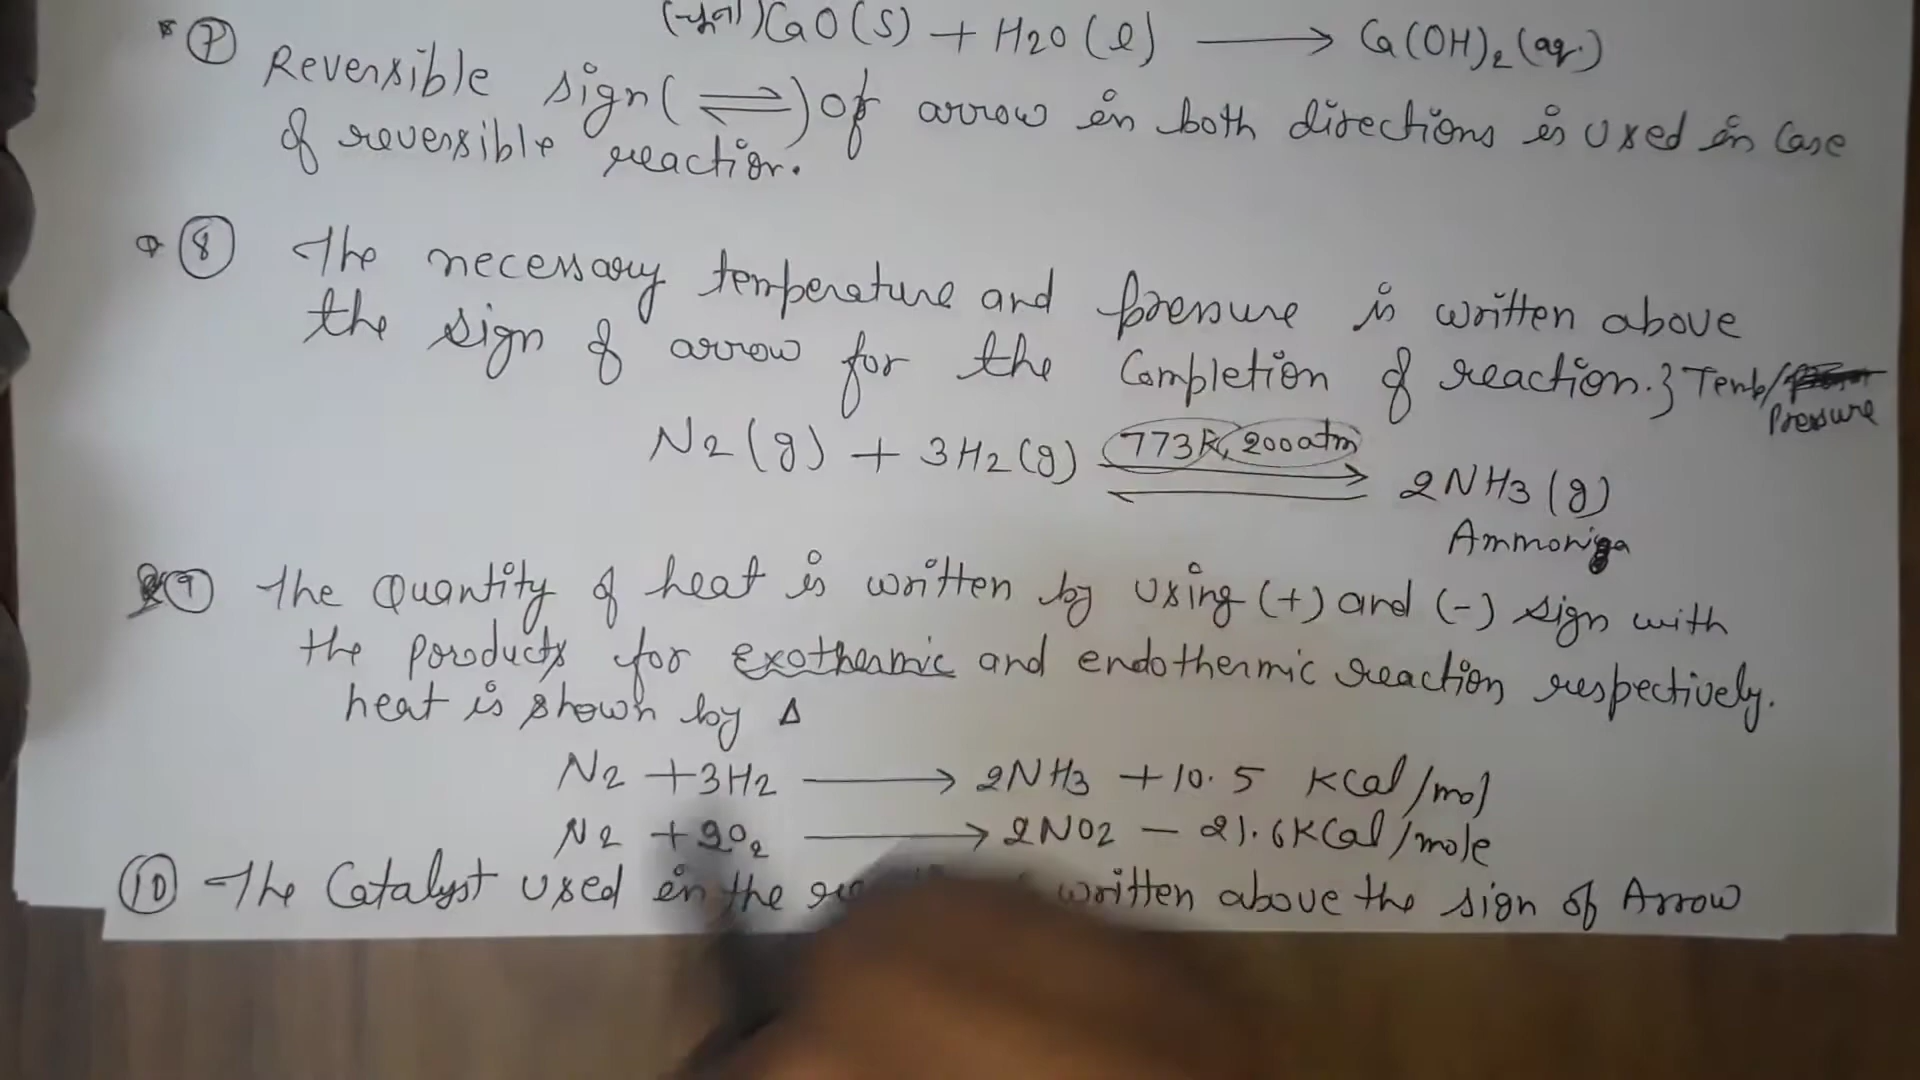 (चूना) CaO(s) + H2O(l) ⟶ Ca(OH)2(aq.)
(7) Reversible sign (⇌) of arrow in both directions is used in case
of reversible reaction.
(8) The necessary temperature and pressure is written above
the sign of arrow for the completion of reaction.} Temp/
Pressure
N2(g) + 3H2(g) ⇌ 773K, 200atm 2NH3(g)
Ammonia
(9) The Quantity of heat is written by using (+) and (-) sign with
the products for exothermic and endothermic reaction respectively.
heat is shown by Δ
N2 + 3H2 ⟶ 2NH3 + 10.5 KCal/mol
N2 + 2O2 ⟶ 2NO2 - 21.6KCal/mole
(10) The Catalyst used in the written above the sign of Arrow